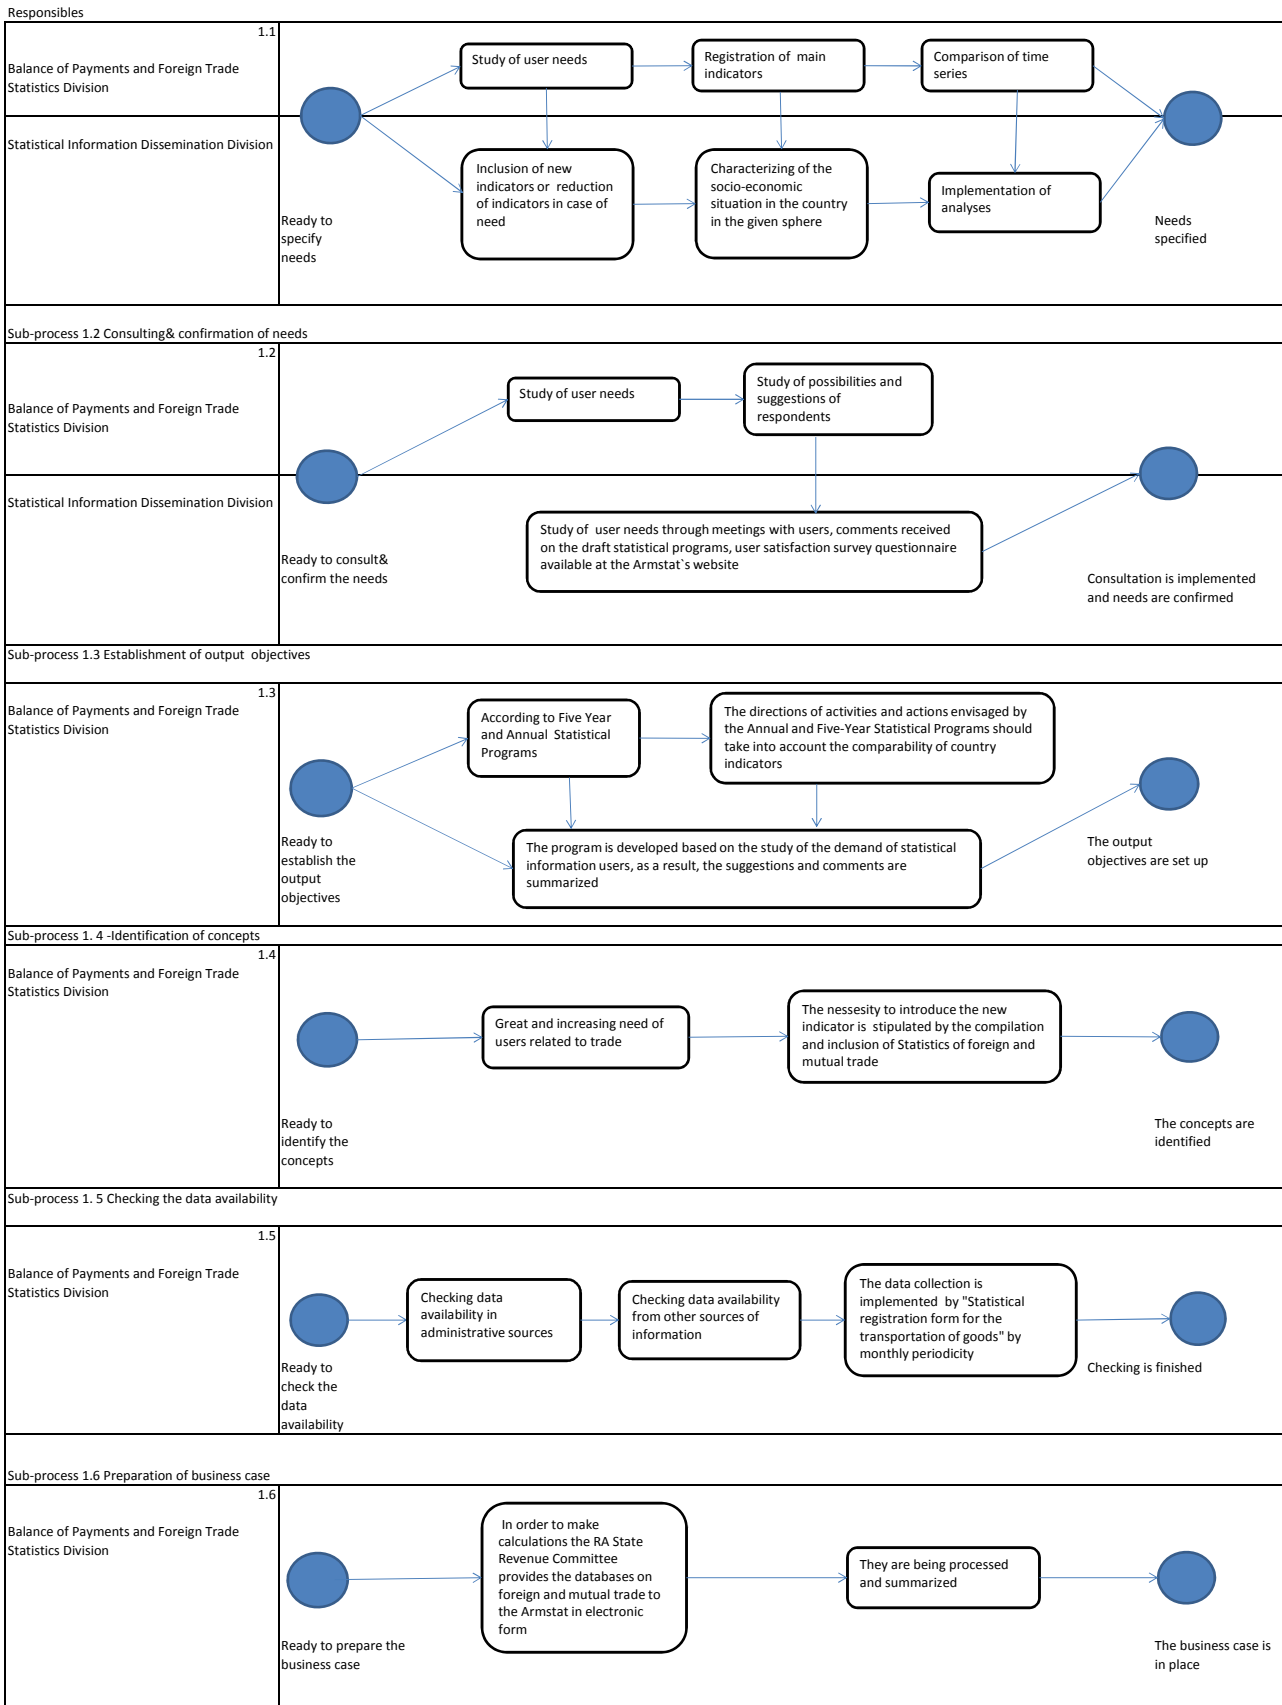 Responsibles
1.1
Balance of Payments and Foreign Trade
Statistics Division
Statistical Information Dissemination Division
Study of user needs
Registration of main
indicators
Comparison of time
series
Inclusion of new
indicators or reduction
of indicators in case of
need
Characterizing of the
socio-economic
situation in the country
in the given sphere
Implementation of
analyses
Ready to
specify
needs
Needs
specified
Sub-process 1.2 Consulting& confirmation of needs
1.2
Balance of Payments and Foreign Trade
Statistics Division
Statistical Information Dissemination Division
Study of user needs
Study of possibilities and
suggestions of
respondents
Study of user needs through meetings with users, comments received
on the draft statistical programs, user satisfaction survey questionnaire
available at the Armstat`s website
Ready to consult&
confirm the needs
Consultation is implemented
and needs are confirmed
Sub-process 1.3 Establishment of output objectives
1.3
Balance of Payments and Foreign Trade
Statistics Division
According to Five Year
and Annual Statistical
Programs
The directions of activities and actions envisaged by
the Annual and Five-Year Statistical Programs should
take into account the comparability of country
indicators
The program is developed based on the study of the demand of statistical
information users, as a result, the suggestions and comments are
summarized
Ready to
establish the
output
objectives
The output
objectives are set up
Sub-process 1. 4 -Identification of concepts
1.4
Balance of Payments and Foreign Trade
Statistics Division
Great and increasing need of
users related to trade
The nessesity to introduce the new
indicator is stipulated by the compilation
and inclusion of Statistics of foreign and
mutual trade
Ready to
identify the
concepts
The concepts are
identified
Sub-process 1. 5 Checking the data availability
1.5
Balance of Payments and Foreign Trade
Statistics Division
Checking data
availability in
administrative sources
Checking data availability
from other sources of
information
The data collection is
implemented by "Statistical
registration form for the
transportation of goods" by
monthly periodicity
Ready to
check the
data
availability
Checking is finished
Sub-process 1.6 Preparation of business case
1.6
Balance of Payments and Foreign Trade
Statistics Division
In order to make
calculations the RA State
Revenue Committee
provides the databases on
foreign and mutual trade to
the Armstat in electronic
form
They are being processed
and summarized
Ready to prepare the
business case
The business case is
in place